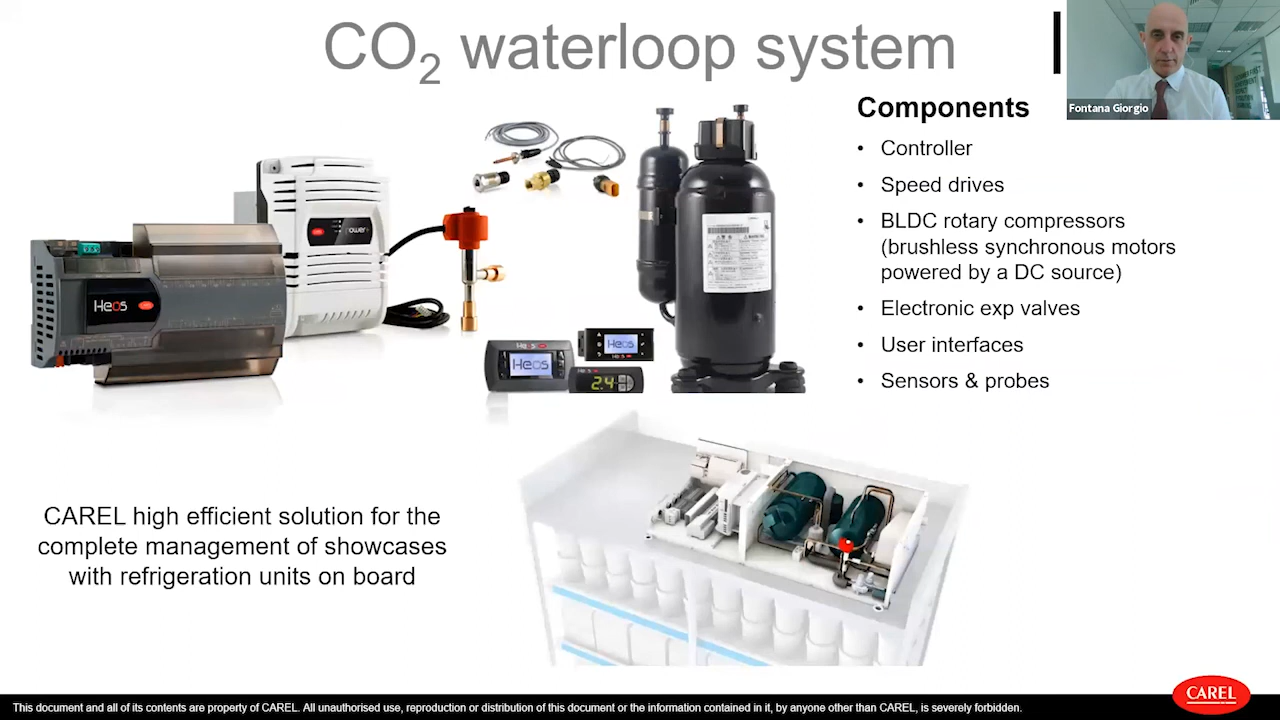 CO₂ waterloop system
Fontana Giorgio
Components
• Controller
• Speed drives
• BLDC rotary compressors
(brushless synchronous motors
powered by a DC source)
• Electronic exp valves
• User interfaces
• Sensors & probes
ower+
Heos
Heos
Heos
2.4
CAREL high efficient solution for the
complete management of showcases
with refrigeration units on board
CAREL
This document and all of its contents are property of CAREL. All unauthorised use, reproduction or distribution of this document or the information contained in it, by anyone other than CAREL, is severely forbidden.